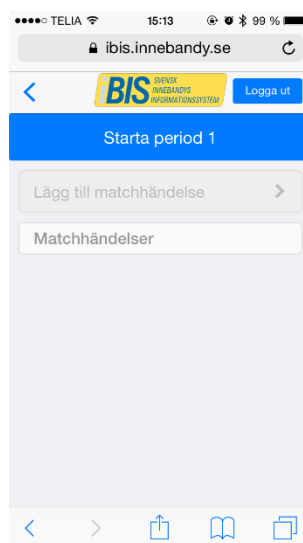 TELIA 15:13 99 %
ibis.innebandy.se
BIS SVENSK
INNEBANDYS
INFORMATIONSSYSTEM
Logga ut
Starta period 1
Lägg till matchhändelse
Matchhändelser